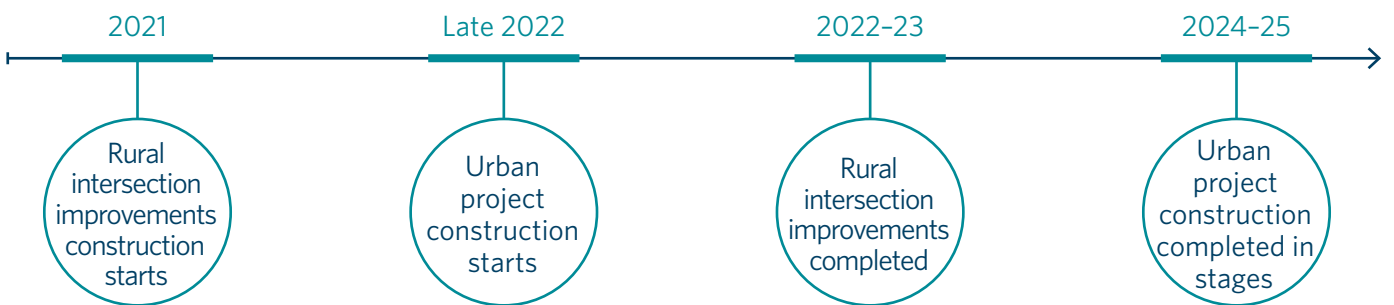 2021
Rural
intersection
improvements
construction
starts
Late 2022
Urban
project
construction
starts
2022–23
Rural
intersection
improvements
completed
2024–25
Urban
project
construction
completed in
stages